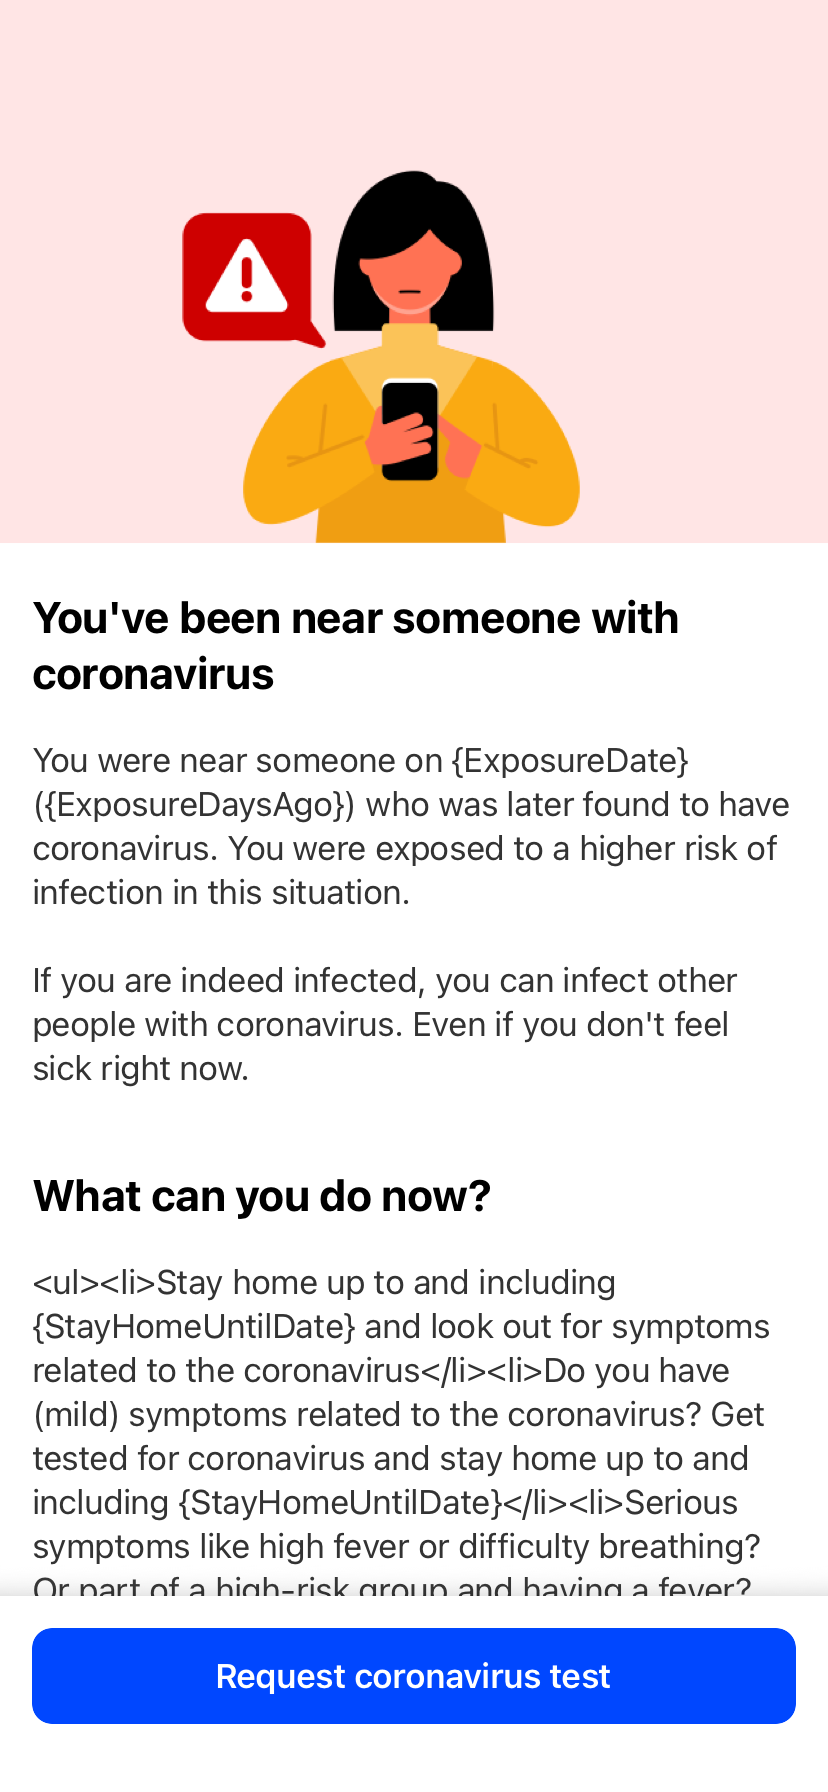 You've been near someone with
coronavirus
You were near someone on {ExposureDate}
({ExposureDaysAgo}) who was later found to have
coronavirus. You were exposed to a higher risk of
infection in this situation.
If you are indeed infected, you can infect other
people with coronavirus. Even if you don't feel
sick right now.
What can you do now?
<ul><li>Stay home up to and including
{StayHomeUntilDate} and look out for symptoms
related to the coronavirus</li><li>Do you have
(mild) symptoms related to the coronavirus? Get
tested for coronavirus and stay home up to and
including {StayHomeUntilDate}</li><li>Serious
symptoms like high fever or difficulty breathing?
Or part of a high-risk group and having a fever?
Request coronavirus test